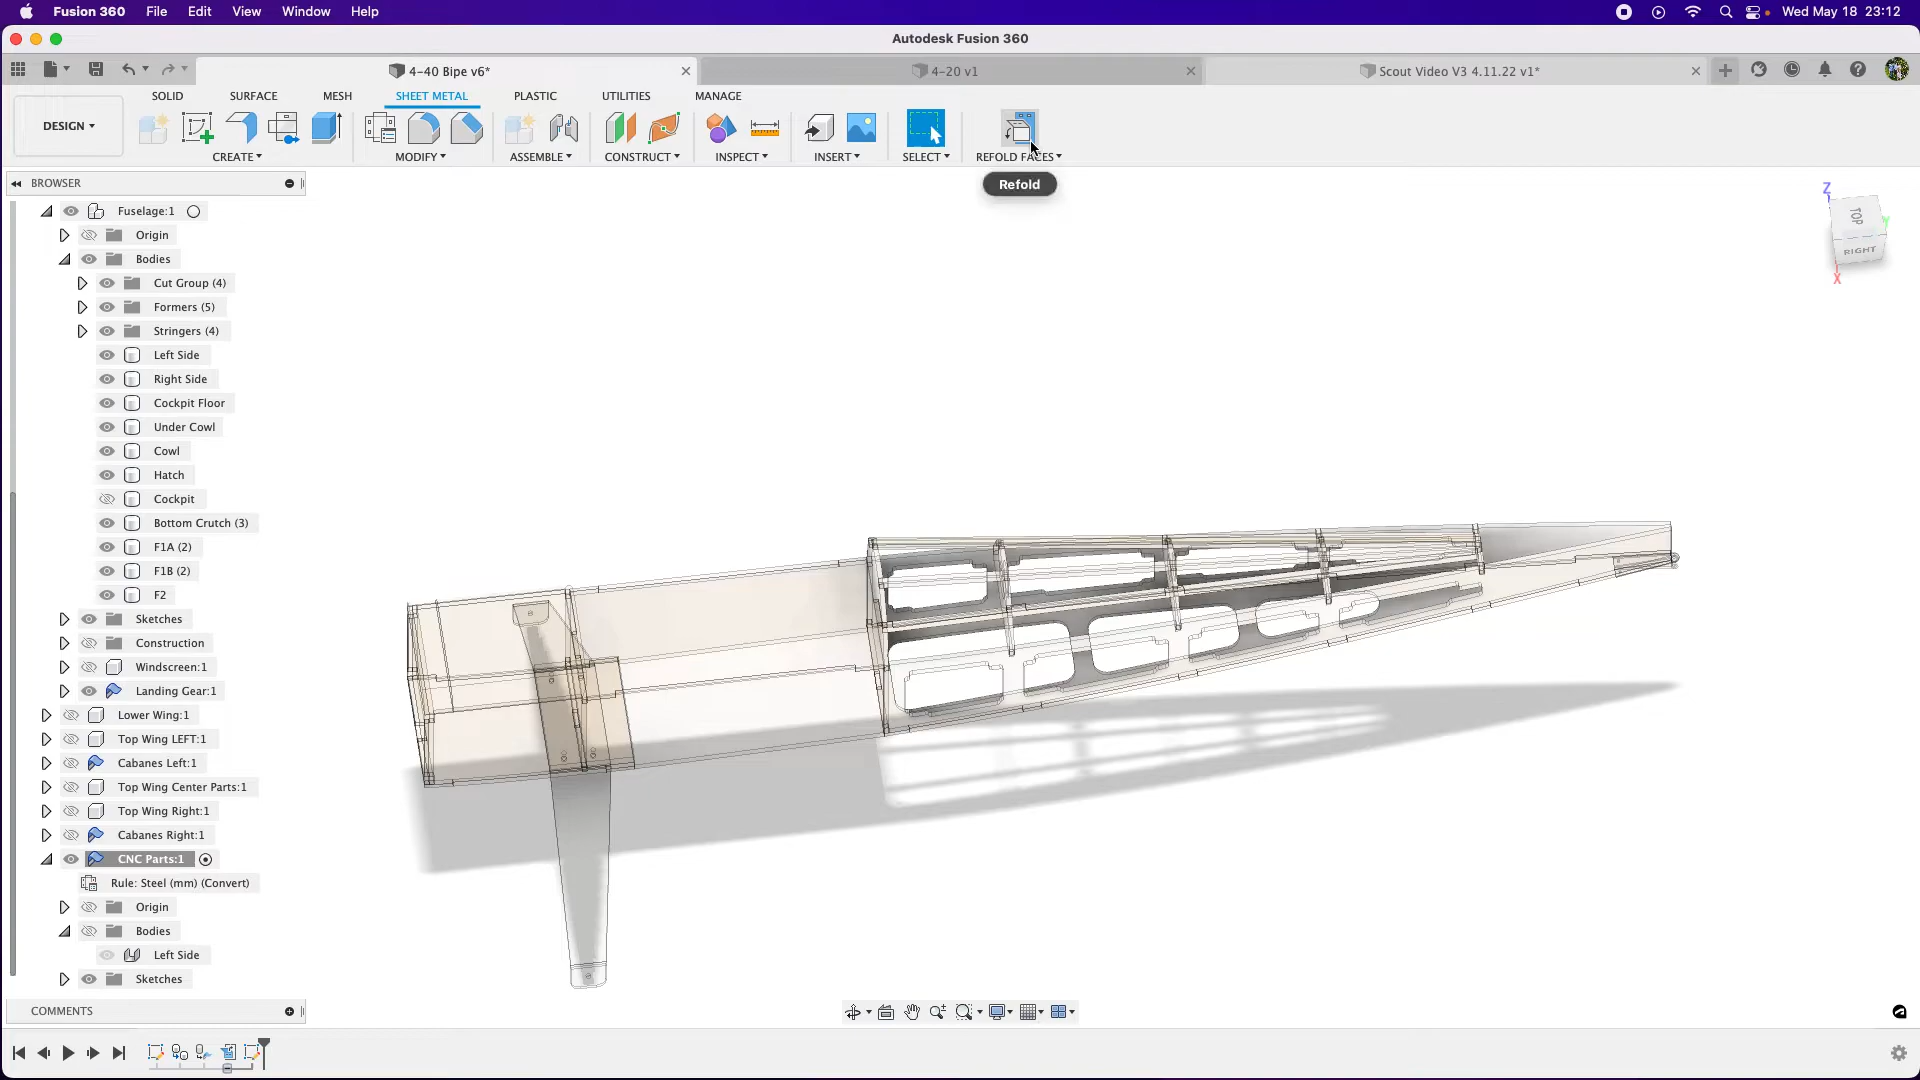 Fusion 360 File Edit View Window Help Wed May 18 23:12
Autodesk Fusion 360
4-40 Bipe v6* 4-20 v1 Scout Video V3 4.11.22 v1*
SOLID SURFACE MESH SHEET METAL PLASTIC UTILITIES MANAGE
DESIGN
CREATE MODIFY ASSEMBLE CONSTRUCT INSPECT INSERT SELECT REFOLD FACES
Refold
BROWSER
Fuselage:1
Origin
Bodies
Cut Group (4)
Formers (5)
Stringers (4)
Left Side
Right Side
Cockpit Floor
Under Cowl
Cowl
Hatch
Cockpit
Bottom Crutch (3)
F1A (2)
F1B (2)
F2
Sketches
Construction
Windscreen:1
Landing Gear:1
Lower Wing:1
Top Wing LEFT:1
Cabanes Left:1
Top Wing Center Parts:1
Top Wing Right:1
Cabanes Right:1
CNC Parts:1
Rule: Steel (mm) (Convert)
Origin
Bodies
Left Side
Sketches
COMMENTS
Z
TOP
Y
RIGHT
X